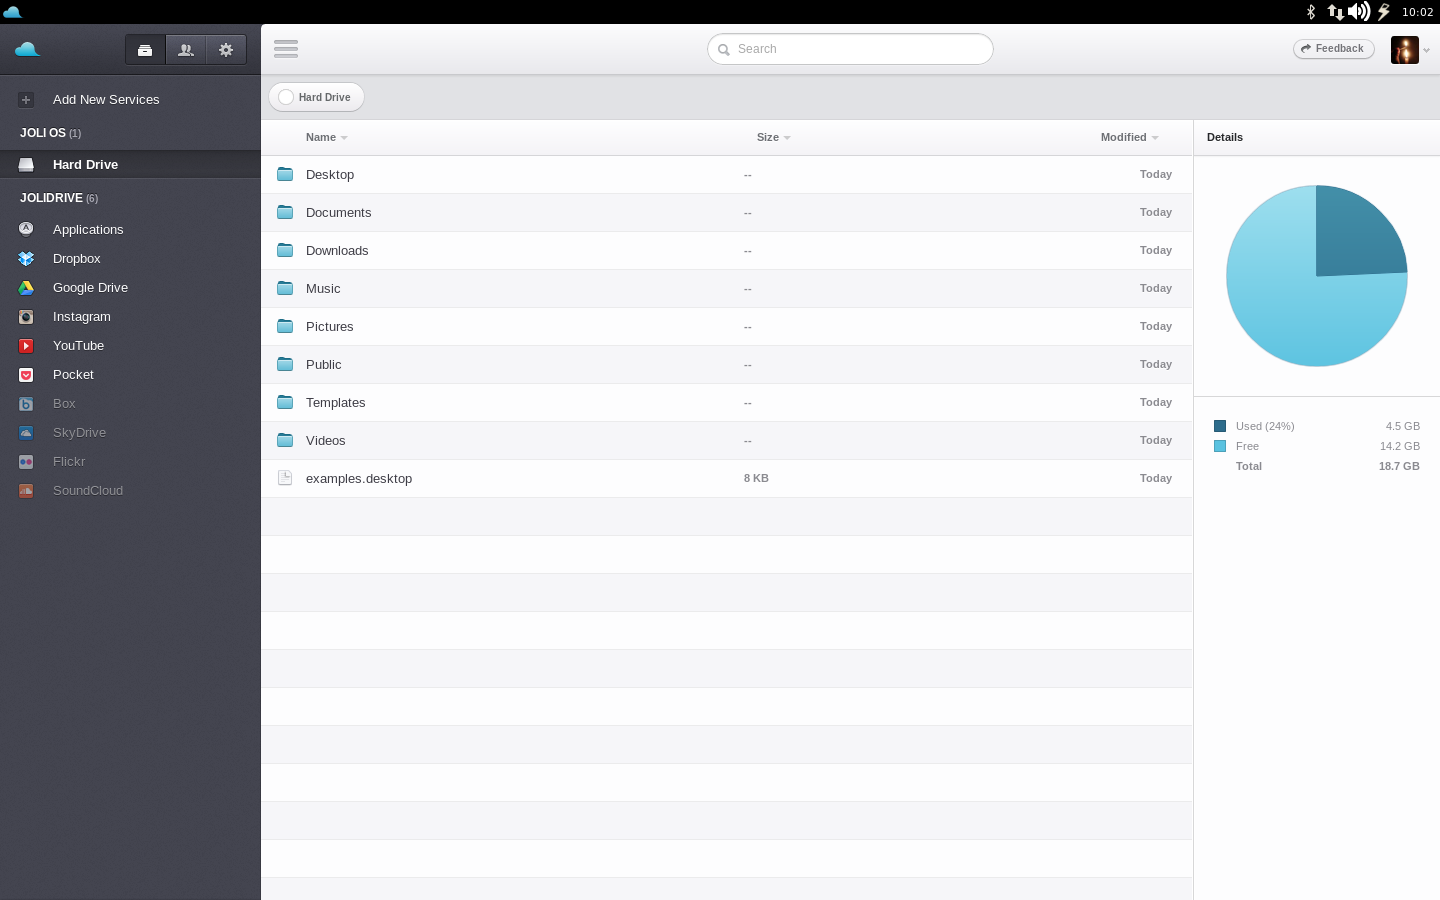 10:02
Search
Feedback
Add New Services
JOLI OS (1)
Hard Drive
JOLIDRIVE (6)
Applications
Dropbox
Google Drive
Instagram
YouTube
Pocket
Box
SkyDrive
Flickr
SoundCloud
Hard Drive
Name Size Modified
Desktop -- Today
Documents -- Today
Downloads -- Today
Music -- Today
Pictures -- Today
Public -- Today
Templates -- Today
Videos -- Today
examples.desktop 8 KB Today
Details
Used (24%) 4.5 GB
Free 14.2 GB
Total 18.7 GB